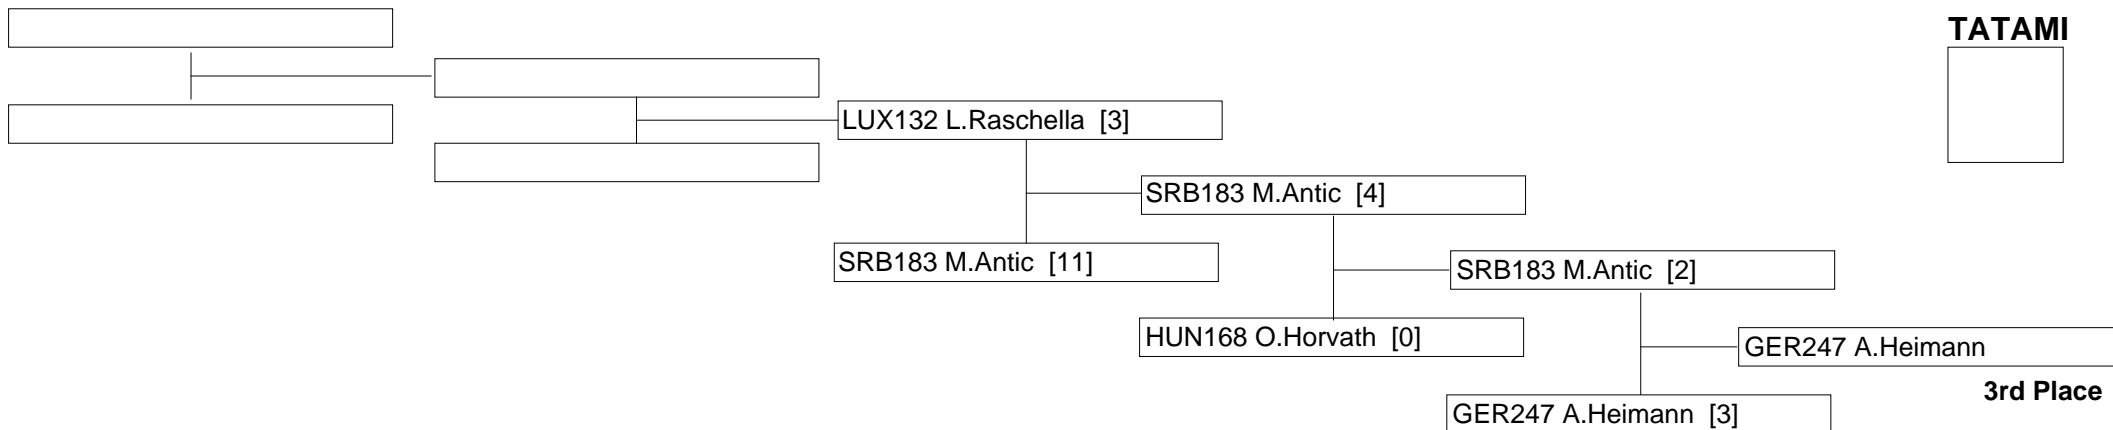 TATAMI
LUX132 L.Raschella [3]
SRB183 M.Antic [4]
SRB183 M.Antic [11]
SRB183 M.Antic [2]
HUN168 O.Horvath [0]
GER247 A.Heimann
3rd Place
GER247 A.Heimann [3]